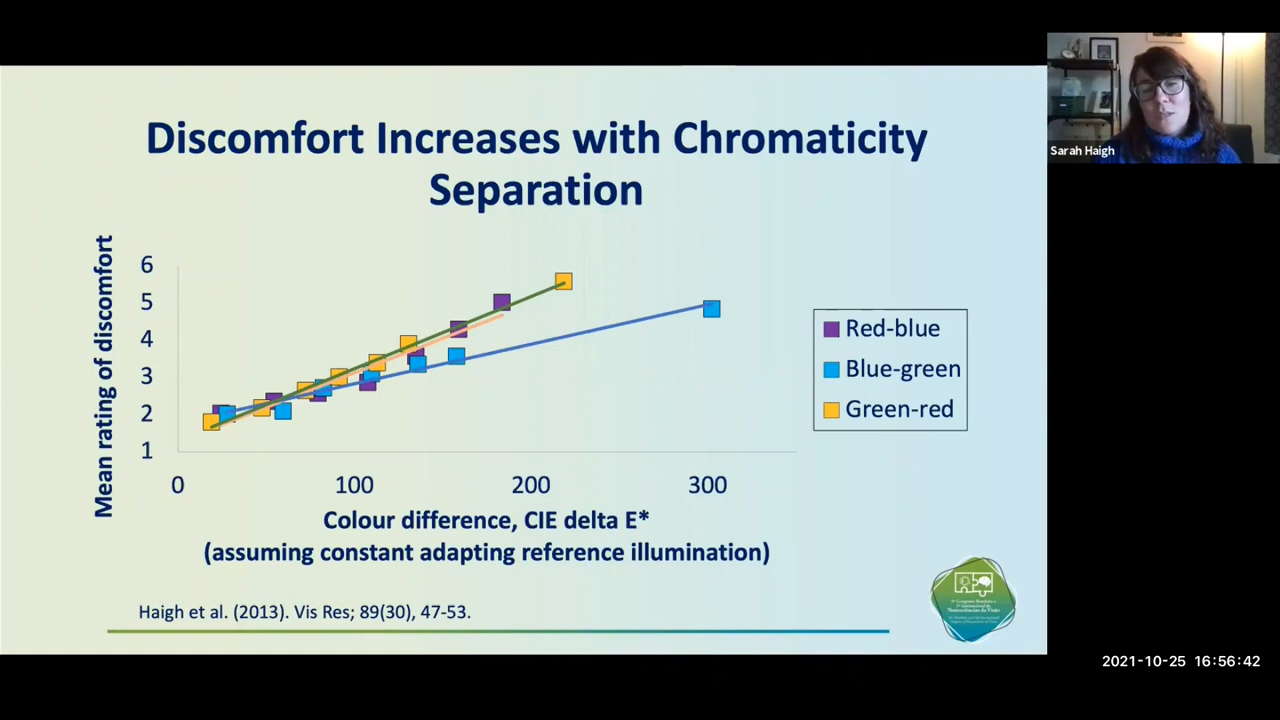 Discomfort Increases with Chromaticity
Separation
Sarah Haigh
Mean rating of discomfort
6
5
4
3
2
1
0
100
200
300
Red-blue
Blue-green
Green-red
Colour difference, CIE delta E*
(assuming constant adapting reference illumination)
Haigh et al. (2013). Vis Res; 89(30), 47-53.
2021-10-25 16:56:42